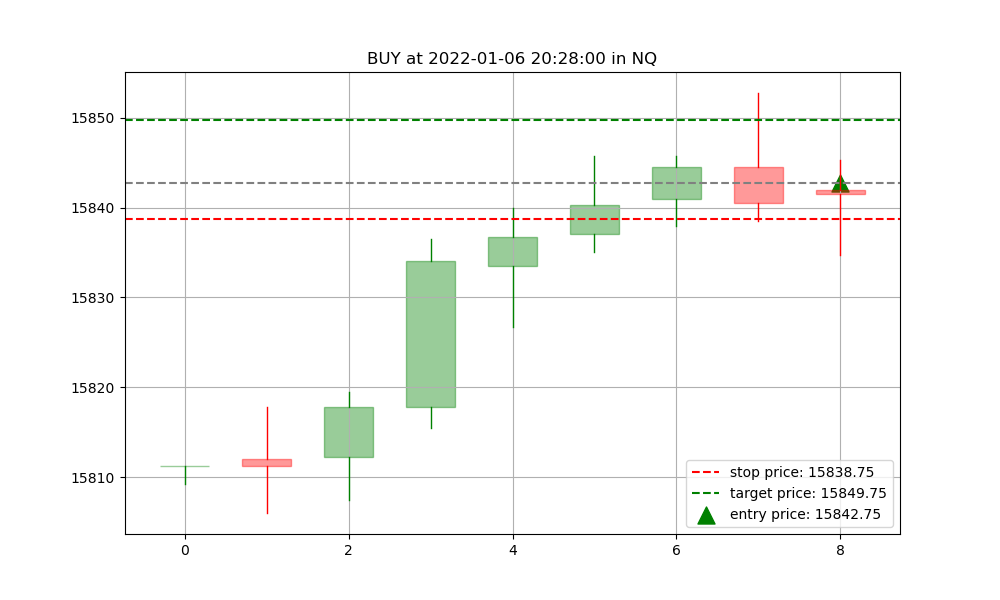 BUY at 2022-01-06 20:28:00 in NQ
15850
15840
15830
15820
15810
stop price: 15838.75
target price: 15849.75
entry price: 15842.75
0 2 4 6 8